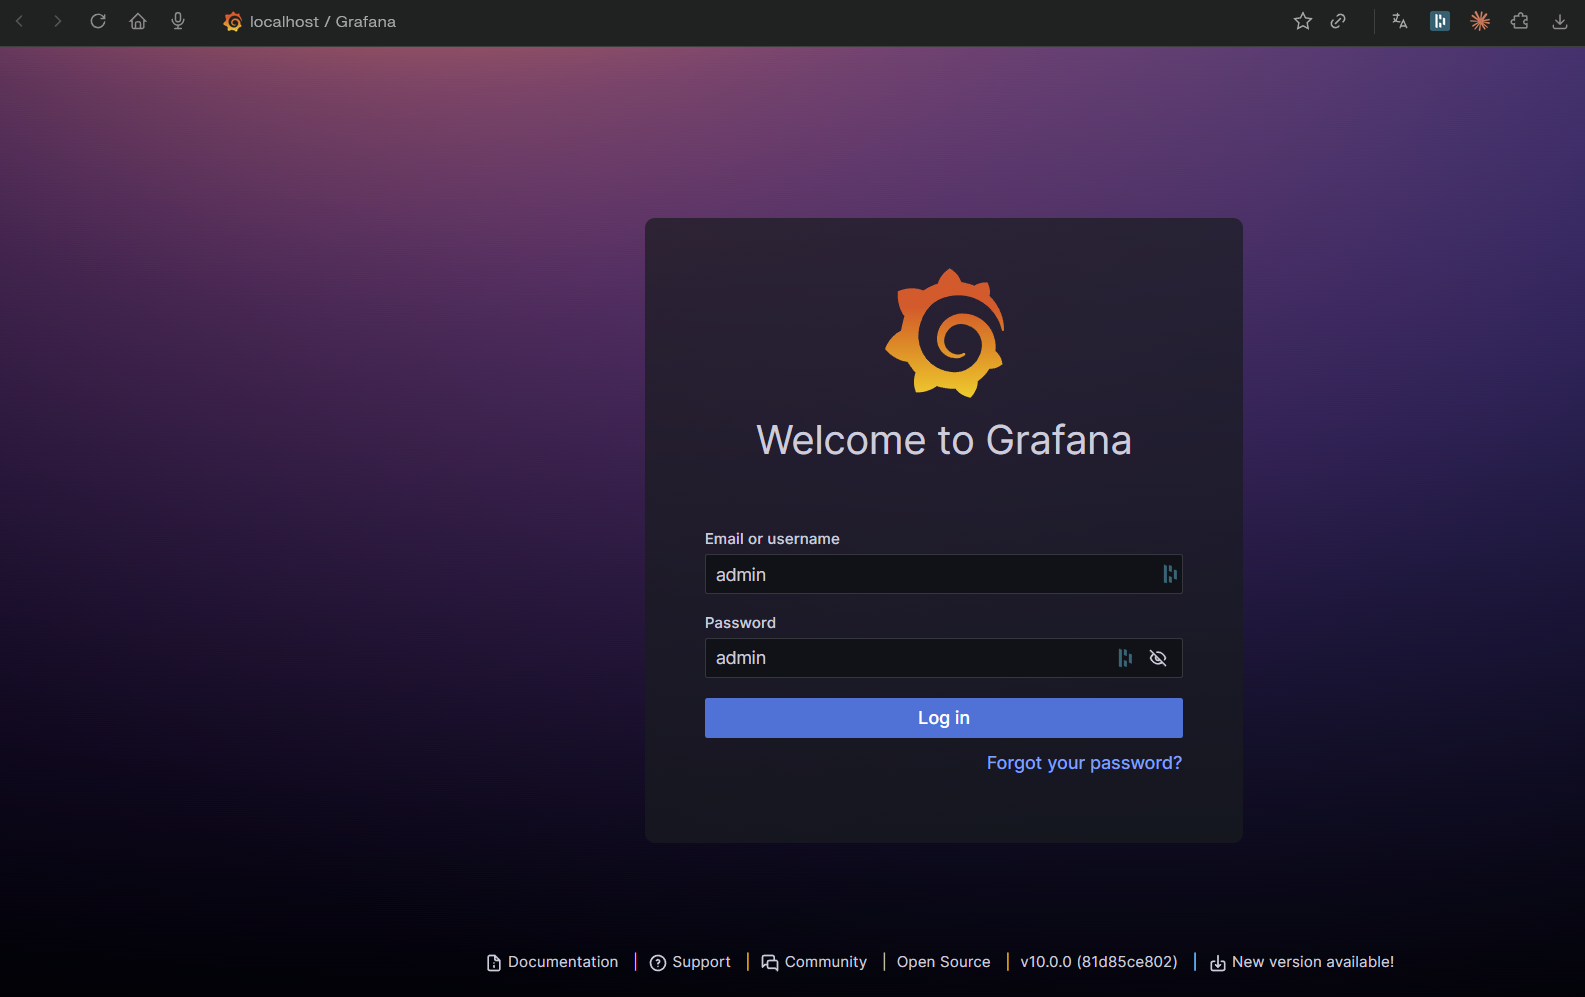 localhost / Grafana
Welcome to Grafana
Email or username
admin
Password
admin
Log in
Forgot your password?
Documentation | Support | Community | Open Source | v10.0.0 (81d85ce802) | New version available!